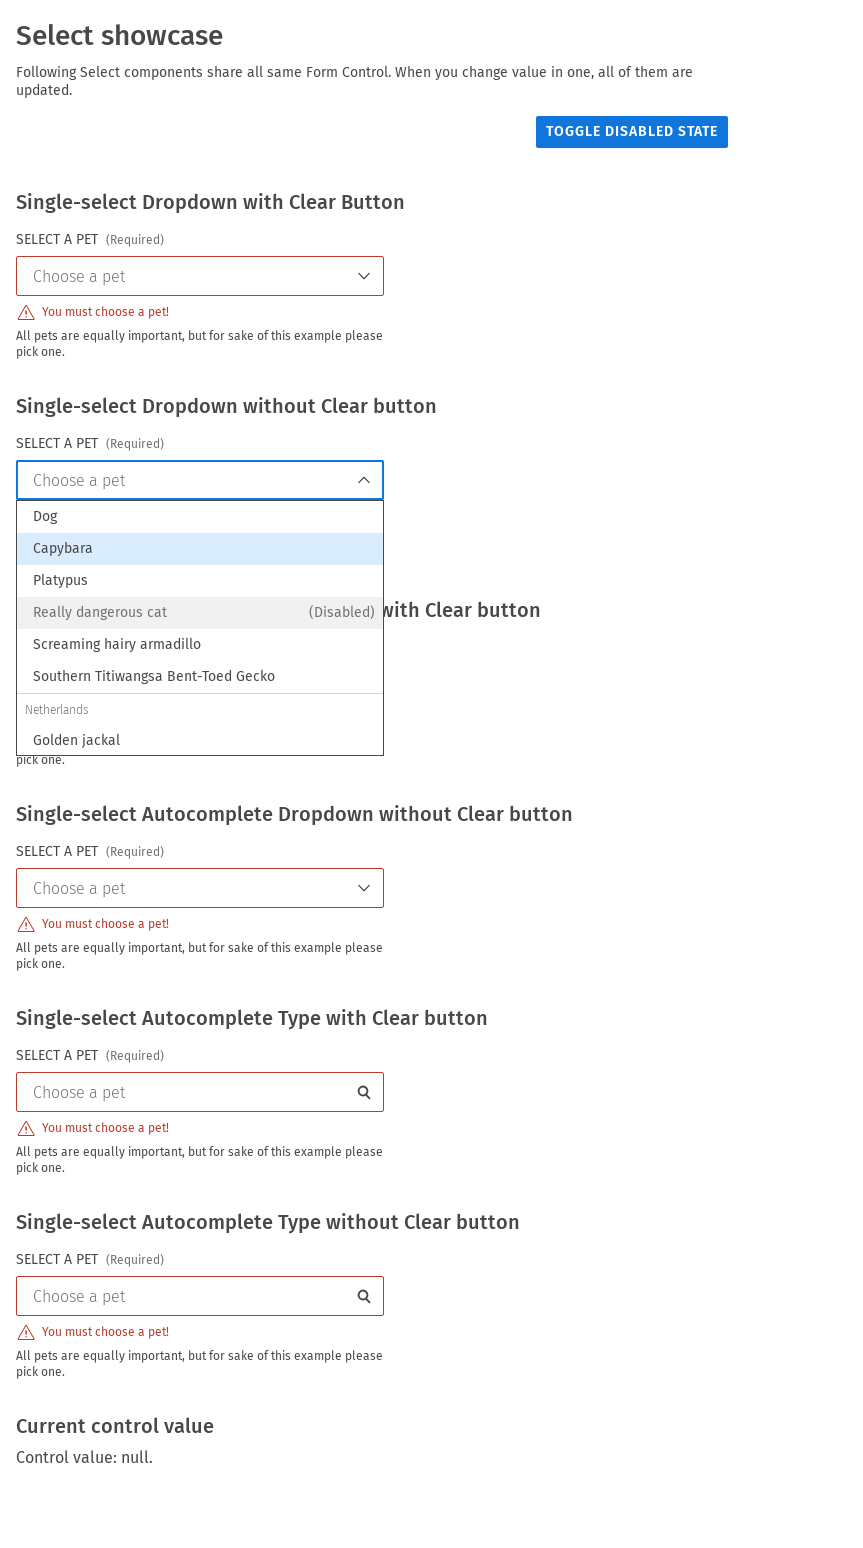 Select showcase
Following Select components share all same Form Control. When you change value in one, all of them are
updated.
TOGGLE DISABLED STATE
Single-select Dropdown with Clear Button
SELECT A PET (Required)
Choose a pet
You must choose a pet!
All pets are equally important, but for sake of this example please
pick one.
Single-select Dropdown without Clear button
SELECT A PET (Required)
Choose a pet
Dog
Capybara
Platypus
Really dangerous cat (Disabled)
with Clear button
Screaming hairy armadillo
Southern Titiwangsa Bent-Toed Gecko
Netherlands
Golden jackal
pick one.
Single-select Autocomplete Dropdown without Clear button
SELECT A PET (Required)
Choose a pet
You must choose a pet!
All pets are equally important, but for sake of this example please
pick one.
Single-select Autocomplete Type with Clear button
SELECT A PET (Required)
Choose a pet
You must choose a pet!
All pets are equally important, but for sake of this example please
pick one.
Single-select Autocomplete Type without Clear button
SELECT A PET (Required)
Choose a pet
You must choose a pet!
All pets are equally important, but for sake of this example please
pick one.
Current control value
Control value: null.